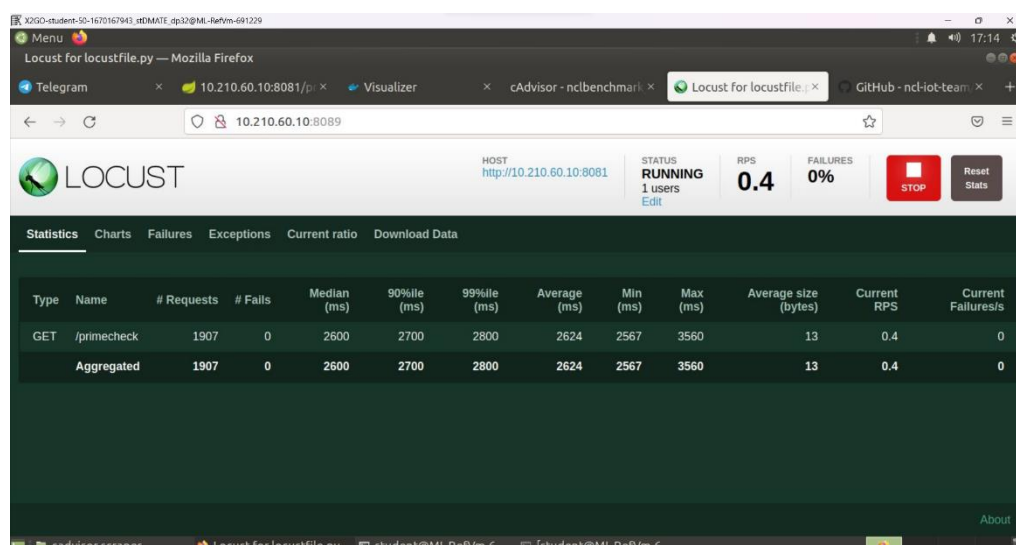 X2GO-student-50-1670167943_stDMATE_dp32@ML-RefVm-691229
Menu 17:14
Locust for locustfile.py — Mozilla Firefox
Telegram × 10.210.60.10:8081/pr × Visualizer × cAdvisor - nclbenchmark × Locust for locustfile.p × GitHub - ncl-iot-team ×
10.210.60.10:8089
LOCUST
HOST
http://10.210.60.10:8081
STATUS
RUNNING
1 users
Edit
RPS
0.4
FAILURES
0%
STOP
Reset
Stats
Statistics Charts Failures Exceptions Current ratio Download Data
Type Name # Requests # Fails Median (ms) 90%ile (ms) 99%ile (ms) Average (ms) Min (ms) Max (ms) Average size (bytes) Current RPS Current Failures/s
GET /primecheck 1907 0 2600 2700 2800 2624 2567 3560 13 0.4 0
Aggregated 1907 0 2600 2700 2800 2624 2567 3560 13 0.4 0
About
Locust for locustfile.py